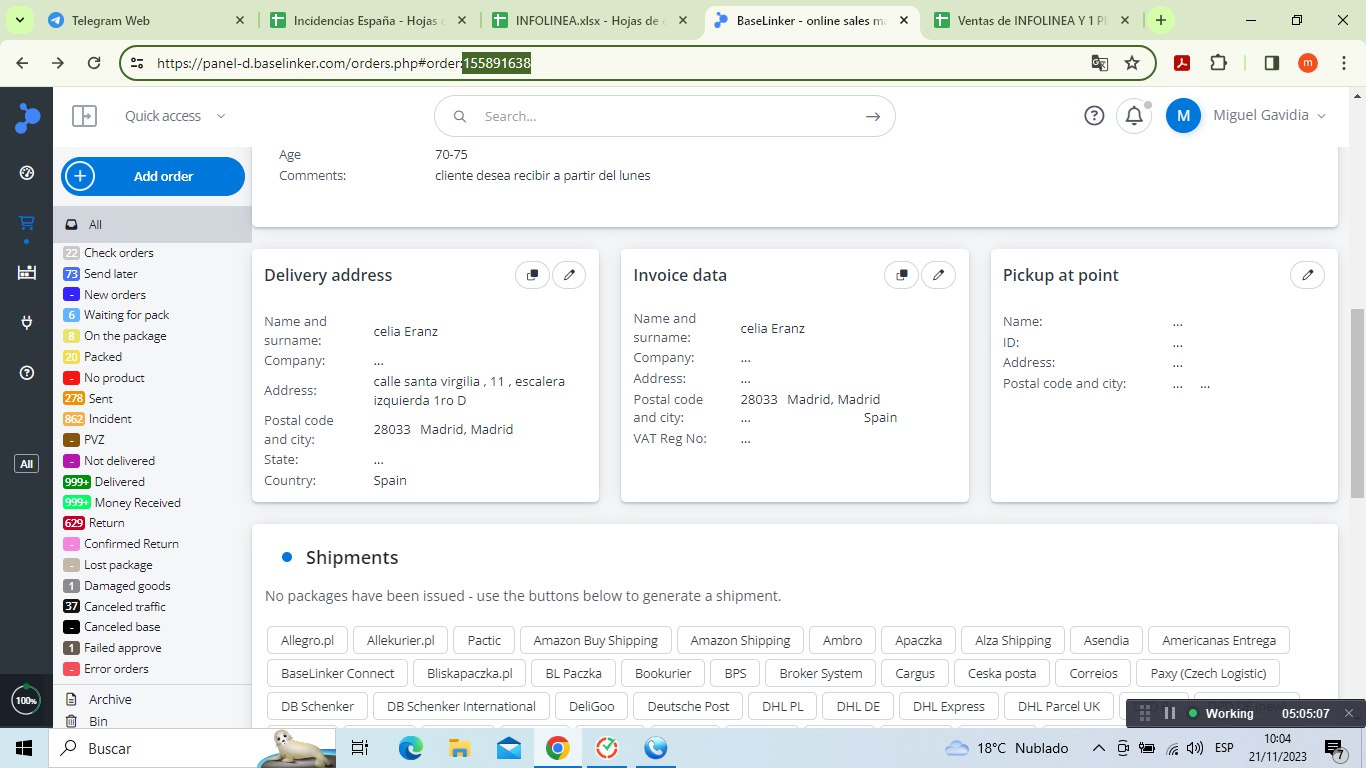 Telegram Web
Incidencias España - Hojas d
INFOLINEA.xlsx - Hojas de c
BaseLinker - online sales ma
Ventas de INFOLINEA Y 1 P
https://panel-d.baselinker.com/orders.php#order:155891638
m
Quick access
Search...
M
Miguel Gavidia
Age 70-75
Comments: cliente desea recibir a partir del lunes
Add order
All
22 Check orders
73 Send later
- New orders
6 Waiting for pack
8 On the package
20 Packed
- No product
278 Sent
862 Incident
- PVZ
- Not delivered
999+ Delivered
999+ Money Received
629 Return
- Confirmed Return
- Lost package
1 Damaged goods
37 Canceled traffic
- Canceled base
1 Failed approve
- Error orders
Archive
Bin
All
100%
Delivery address
Name and surname: celia Eranz
Company: ...
Address: calle santa virgilia , 11 , escalera
izquierda 1ro D
Postal code and city: 28033 Madrid, Madrid
State: ...
Country: Spain
Invoice data
Name and surname: celia Eranz
Company: ...
Address: ...
Postal code 28033 Madrid, Madrid
and city: ... Spain
VAT Reg No: ...
Pickup at point
Name: ...
ID: ...
Address: ...
Postal code and city: ... ...
Shipments
No packages have been issued - use the buttons below to generate a shipment.
Allegro.pl Allekurier.pl Pactic Amazon Buy Shipping Amazon Shipping Ambro Apaczka Alza Shipping Asendia Americanas Entrega
BaseLinker Connect Bliskapaczka.pl BL Paczka Bookurier BPS Broker System Cargus Ceska posta Correios Paxy (Czech Logistic)
DB Schenker DB Schenker International DeliGoo Deutsche Post DHL PL DHL DE DHL Express DHL Parcel UK
Working 05:05:07
Buscar
18°C Nublado
ESP
10:04
21/11/2023
7